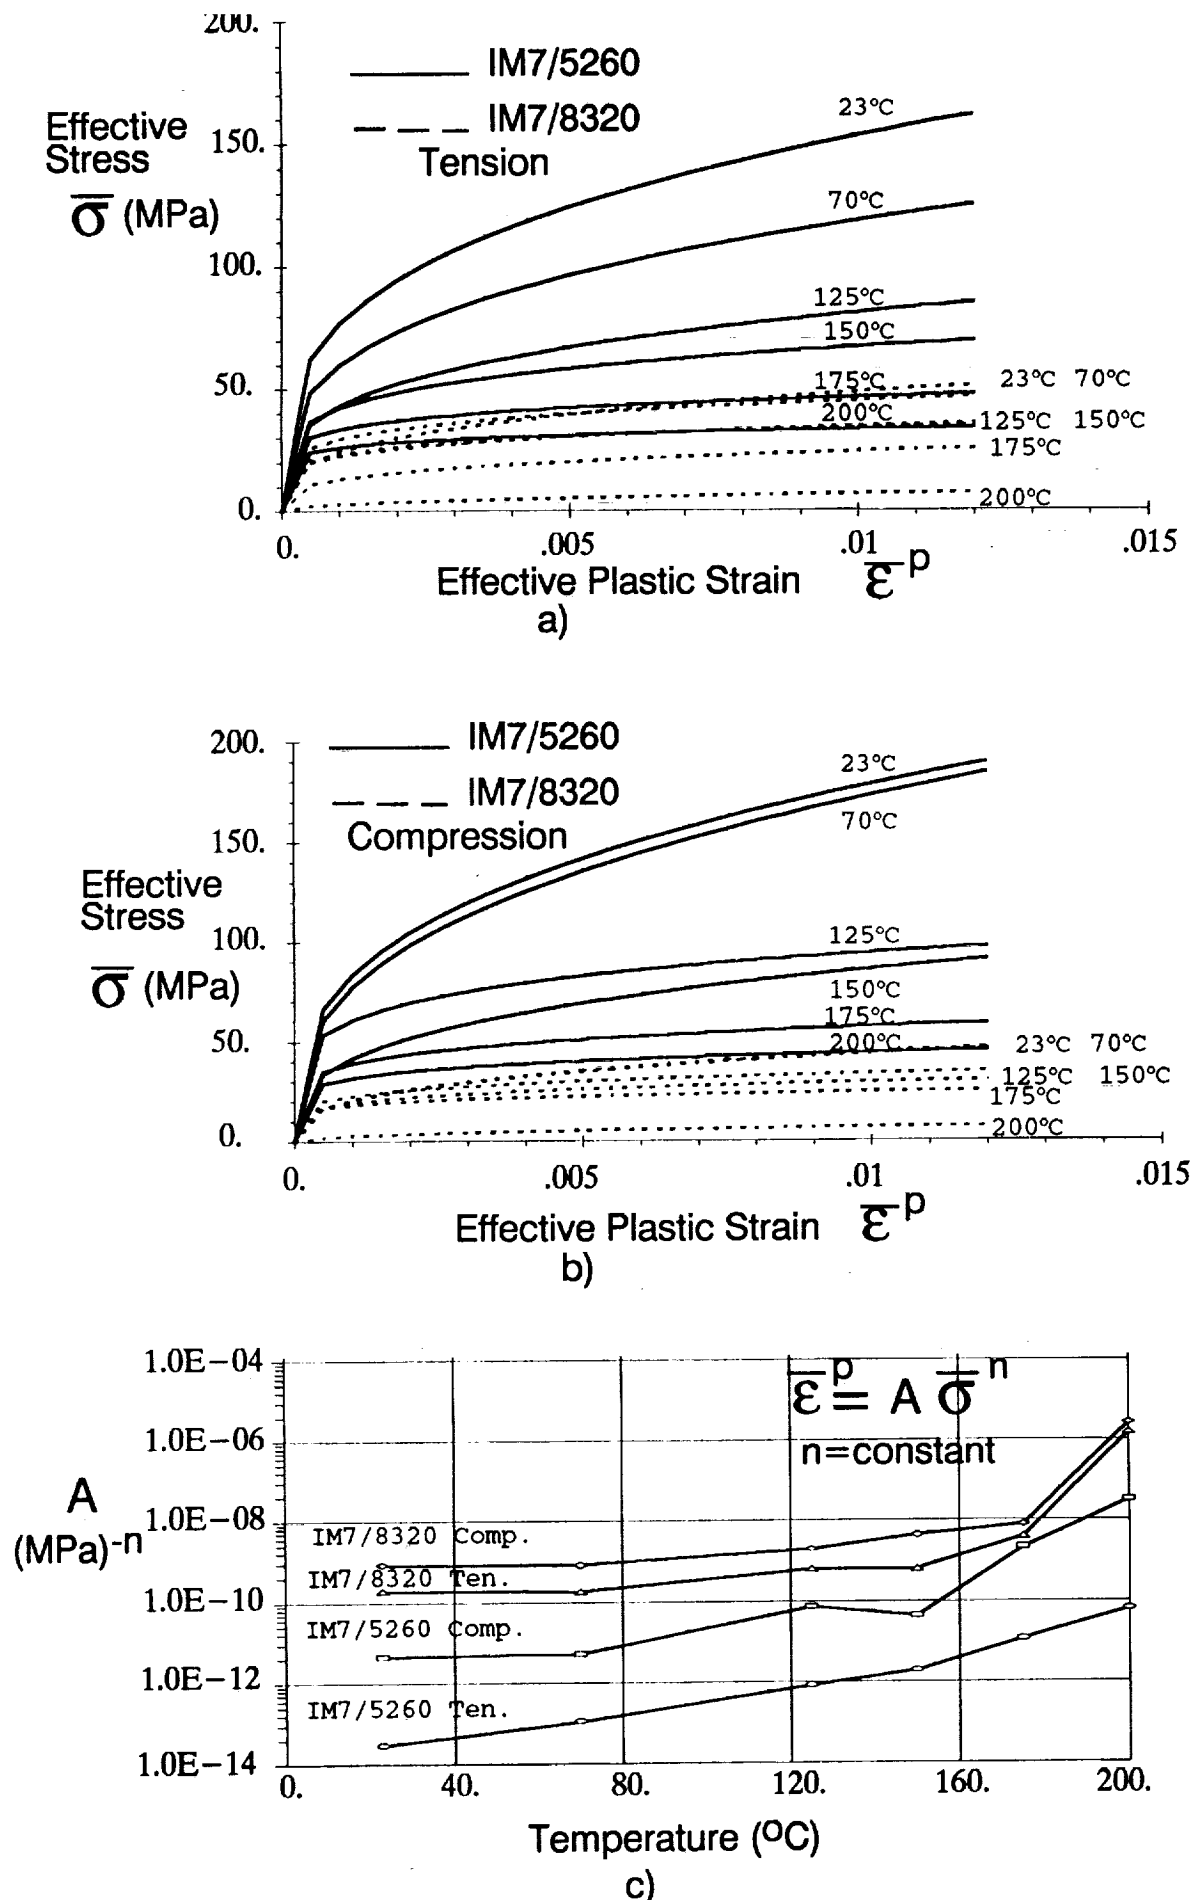 200.
IM7/5260
IM7/8320
Tension
23°C
Effective
Stress
σ̅ (MPa)
150.
70°C
100.
125°C
150°C
50.
175°C
23°C 70°C
200°C
125°C 150°C
175°C
0.
200°C
0. .005 .01 .015
Effective Plastic Strain ε̅ᵖ
a)
200.
IM7/5260
IM7/8320
Compression
23°C
70°C
150.
Effective
Stress
σ̅ (MPa)
100.
125°C
150°C
175°C
50.
200°C
23°C 70°C
125°C 150°C
175°C
0.
200°C
0. .005 .01 .015
Effective Plastic Strain ε̅ᵖ
b)
1.0E−04
ε̅ᵖ = A σ̅ⁿ
n=constant
1.0E−06
A
(MPa)⁻ⁿ
1.0E−08
IM7/8320 Comp.
IM7/8320 Ten.
1.0E−10
IM7/5260 Comp.
1.0E−12
IM7/5260 Ten.
1.0E−14
0. 40. 80. 120. 160. 200.
Temperature (°C)
c)